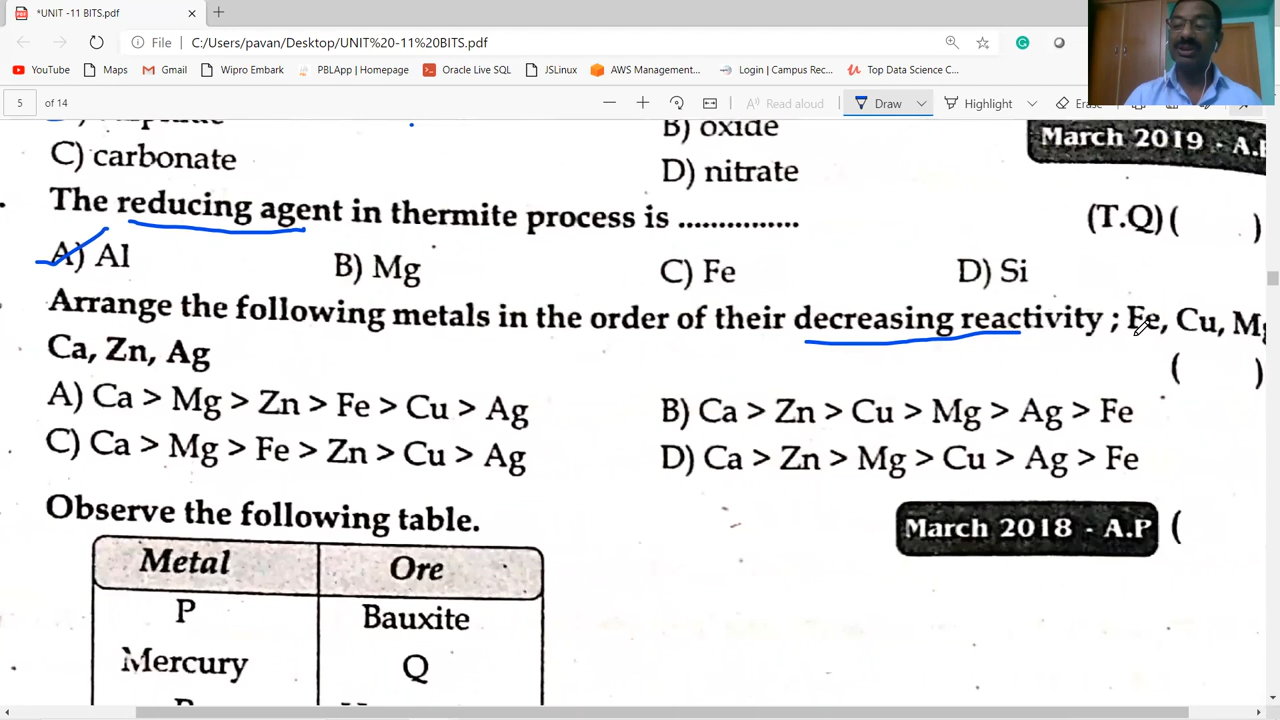 *UNIT -11 BITS.pdf
File C:/Users/pavan/Desktop/UNIT%20-11%20BITS.pdf
YouTube Maps Gmail Wipro Embark PBLApp | Homepage Oracle Live SQL JSLinux AWS Management... Login | Campus Rec... Top Data Science C...
5 of 14 Read aloud Draw Highlight Erase
B) oxide
March 2019 - A.
C) carbonate D) nitrate
The reducing agent in thermite process is ............... (T.Q) ( )
A) Al B) Mg C) Fe D) Si
Arrange the following metals in the order of their decreasing reactivity ; Fe, Cu, Mg
Ca, Zn, Ag ( )
A) Ca > Mg > Zn > Fe > Cu > Ag B) Ca > Zn > Cu > Mg > Ag > Fe
C) Ca > Mg > Fe > Zn > Cu > Ag D) Ca > Zn > Mg > Cu > Ag > Fe
Observe the following table. March 2018 - A.P (
Metal Ore
P Bauxite
Mercury Q